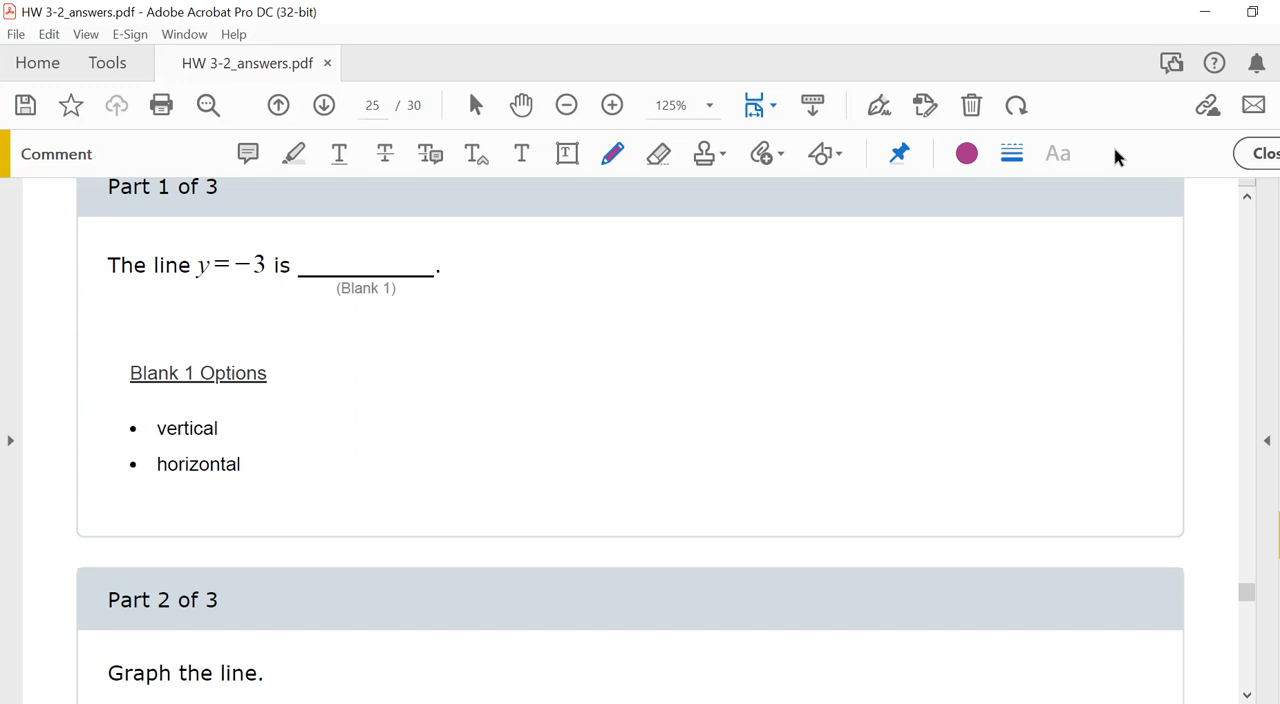 HW 3-2_answers.pdf - Adobe Acrobat Pro DC (32-bit)
File Edit View E-Sign Window Help
Home Tools HW 3-2_answers.pdf ×
25 / 30 125%
Comment T T T T T T Aa Clos
Part 1 of 3
The line y=−3 is ____________.
(Blank 1)
Blank 1 Options
• vertical
• horizontal
Part 2 of 3
Graph the line.